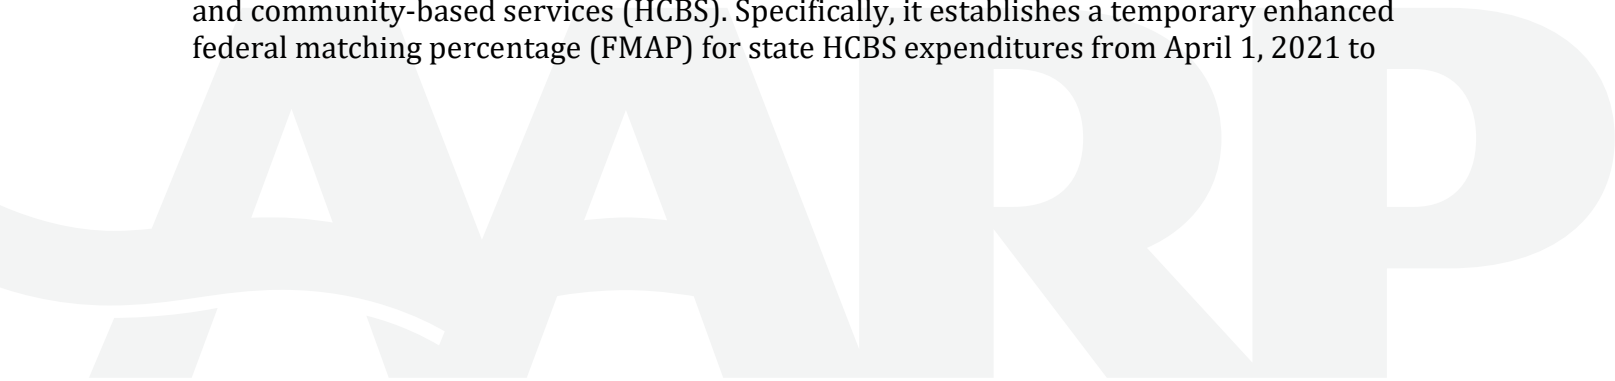 and community-based services (HCBS). Specifically, it establishes a temporary enhanced
federal matching percentage (FMAP) for state HCBS expenditures from April 1, 2021 to
AARP